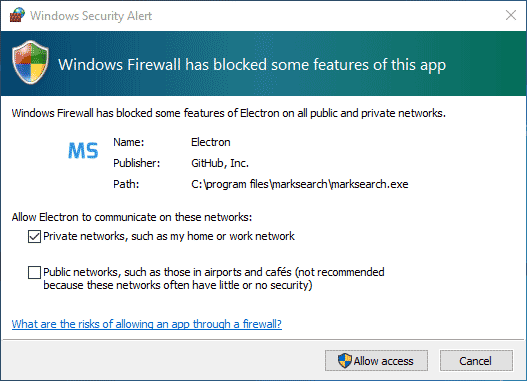 Windows Security Alert
Windows Firewall has blocked some features of this app
Windows Firewall has blocked some features of Electron on all public and private networks.
MS
Name: Electron
Publisher: GitHub, Inc.
Path: C:\program files\marksearch\marksearch.exe
Allow Electron to communicate on these networks:
Private networks, such as my home or work network
Public networks, such as those in airports and cafés (not recommended
because these networks often have little or no security)
What are the risks of allowing an app through a firewall?
Allow access Cancel